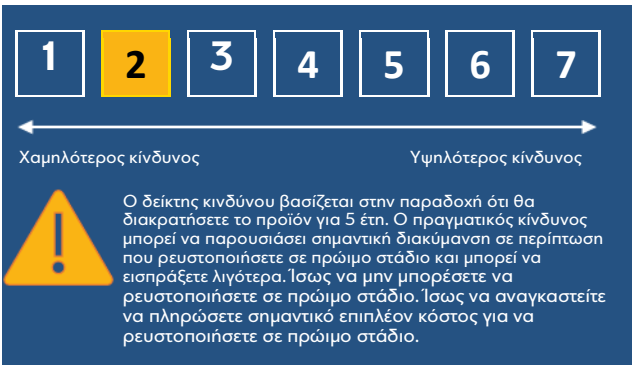 1 2 3 4 5 6 7
Χαμηλότερος κίνδυνος Υψηλότερος κίνδυνος
Ο δείκτης κινδύνου βασίζεται στην παραδοχή ότι θα
διακρατήσετε το προϊόν για 5 έτη. Ο πραγματικός κίνδυνος
μπορεί να παρουσιάσει σημαντική διακύμανση σε περίπτωση
που ρευστοποιήσετε σε πρώιμο στάδιο και μπορεί να
εισπράξετε λιγότερα. Ίσως να μην μπορέσετε να
ρευστοποιήσετε σε πρώιμο στάδιο. Ίσως να αναγκαστείτε
να πληρώσετε σημαντικό επιπλέον κόστος για να
ρευστοποιήσετε σε πρώιμο στάδιο.